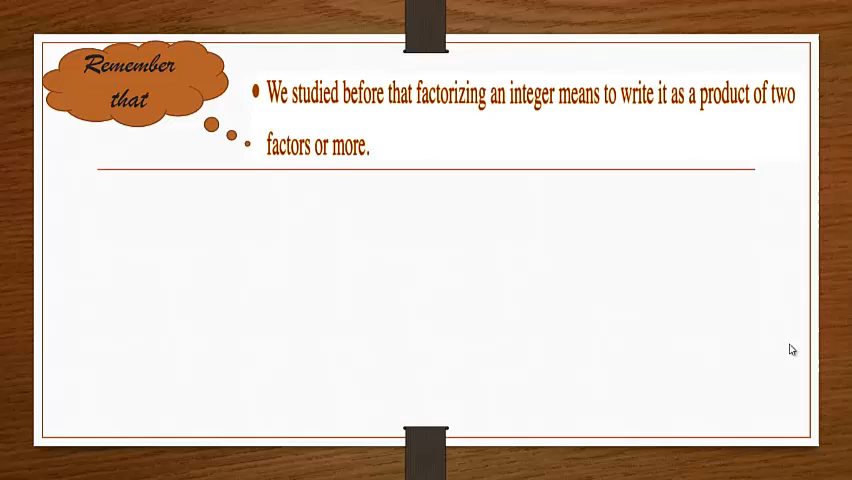 Remember
that
• We studied before that factorizing an integer means to write it as a product of two
factors or more.